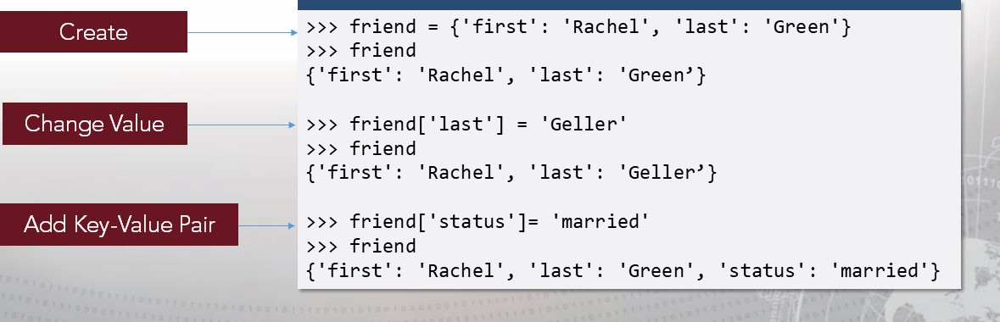 Create
>>> friend = {'first': 'Rachel', 'last': 'Green'}
>>> friend
{'first': 'Rachel', 'last': 'Green’}
Change Value
>>> friend['last'] = 'Geller'
>>> friend
{'first': 'Rachel', 'last': 'Geller’}
Add Key-Value Pair
>>> friend['status']= 'married'
>>> friend
{'first': 'Rachel', 'last': 'Green', 'status': 'married'}